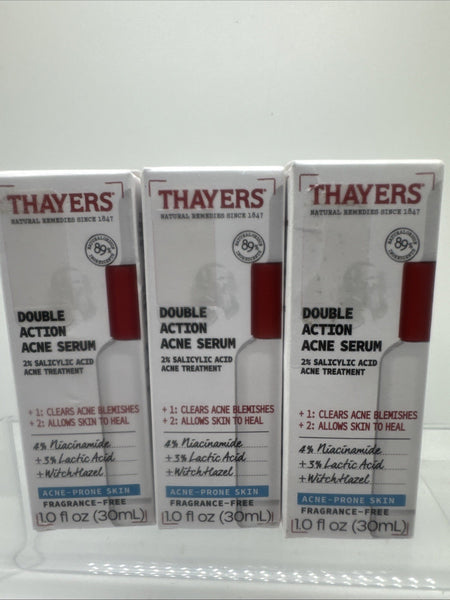 THAYERS
NATURAL REMEDIES SINCE 1847
89%
DOUBLE
ACTION
ACNE SERUM
2% SALICYLIC ACID
ACNE TREATMENT
+ 1: CLEARS ACNE BLEMISHES
+ 2: ALLOWS SKIN TO HEAL
4% Niacinamide
+3% Lactic Acid
+Witch Hazel
ACNE-PRONE SKIN
FRAGRANCE-FREE
1.0 fl oz (30mL)
THAYERS
NATURAL REMEDIES SINCE 1847
89%
DOUBLE
ACTION
ACNE SERUM
2% SALICYLIC ACID
ACNE TREATMENT
+ 1: CLEARS ACNE BLEMISHES
+ 2: ALLOWS SKIN TO HEAL
4% Niacinamide
+3% Lactic Acid
+Witch Hazel
ACNE-PRONE SKIN
FRAGRANCE-FREE
1.0 fl oz (30mL)
THAYERS
NATURAL REMEDIES SINCE 1847
89%
DOUBLE
ACTION
ACNE SERUM
2% SALICYLIC ACID
ACNE TREATMENT
+ 1: CLEARS ACNE BLEMISHES
+ 2: ALLOWS SKIN TO HEAL
4% Niacinamide
+3% Lactic Acid
+Witch Hazel
ACNE-PRONE SKIN
FRAGRANCE-FREE
1.0 fl oz (30mL)